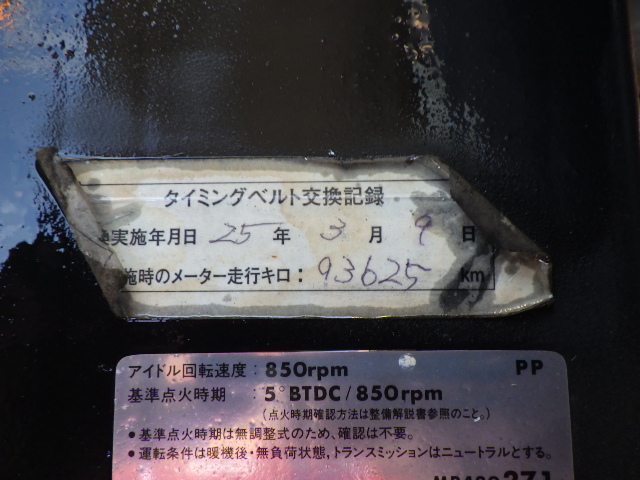 タイミングベルト交換記録
実施年月日 25 年 3 月 9 日
施時のメーター走行キロ: 93625 km
アイドル回転速度 : 850rpm PP
基準点火時期 : 5° BTDC / 850rpm
(点火時期確認方法は整備解説書参照のこと。)
● 基準点火時期は無調整式のため、確認は不要。
● 運転条件は暖機後・無負荷状態,トランスミッションはニュートラルとする。